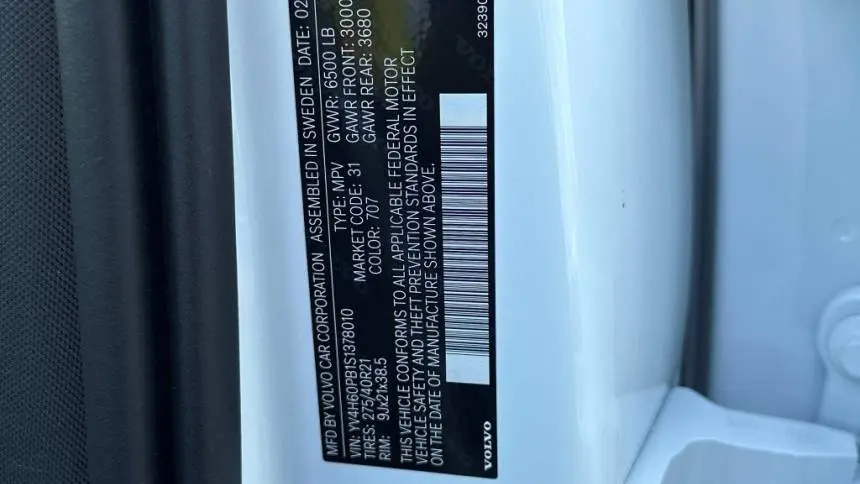 MFD BY VOLVO CAR CORPORATION ASSEMBLED IN SWEDEN DATE: 02
VIN: YV4H60PB1S1378010 TYPE: MPV GVWR: 6500 LB
TIRES: 275/40R21 MARKET CODE: 31 GAWR FRONT: 3000
RIM: 9Jx21x38.5 COLOR: 707 GAWR REAR: 3680
THIS VEHICLE CONFORMS TO ALL APPLICABLE FEDERAL MOTOR
VEHICLE SAFETY AND THEFT PREVENTION STANDARDS IN EFFECT
ON THE DATE OF MANUFACTURE SHOWN ABOVE.
VOLVO 32390